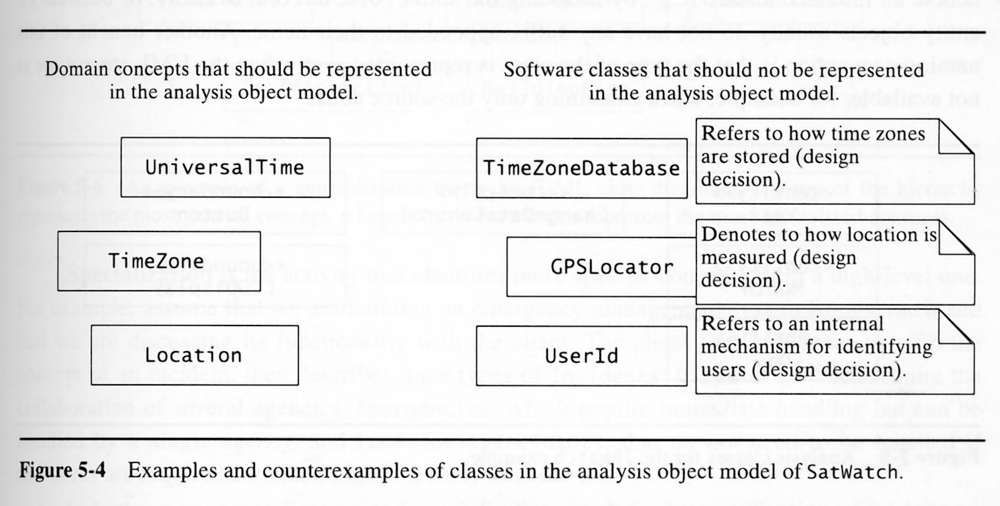 Domain concepts that should be represented
in the analysis object model.
Software classes that should not be represented
in the analysis object model.
UniversalTime
TimeZoneDatabase
Refers to how time zones
are stored (design
decision).
TimeZone
GPSLocator
Denotes to how location is
measured (design
decision).
Location
UserId
Refers to an internal
mechanism for identifying
users (design decision).
Figure 5-4 Examples and counterexamples of classes in the analysis object model of SatWatch.